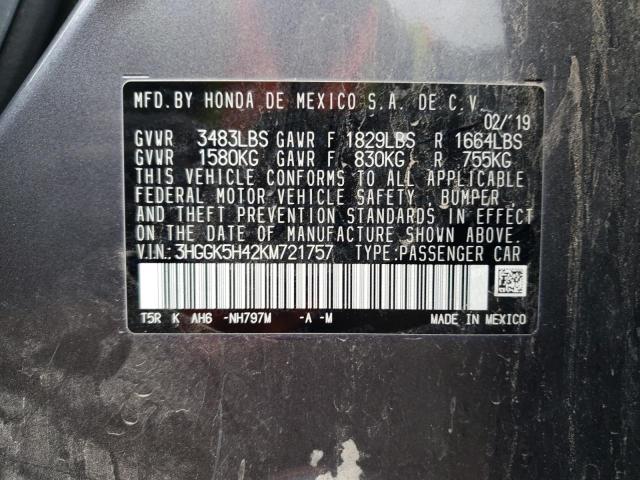 MFD.BY HONDA DE MEXICO S.A. DE C.V.
02/'19
GVWR 3483LBS GAWR F 1829LBS R 1664LBS
GVWR 1580KG GAWR F 830KG R 755KG
THIS VEHICLE CONFORMS TO ALL APPLICABLE
FEDERAL MOTOR VEHICLE SAFETY , BUMPER ,
AND THEFT PREVENTION STANDARDS IN EFFECT
ON THE DATE OF MANUFACTURE SHOWN ABOVE.
V.I.N.:3HGGK5H42KM721757 TYPE:PASSENGER CAR
T5R K AH6 -NH797M -A -M MADE IN MEXICO